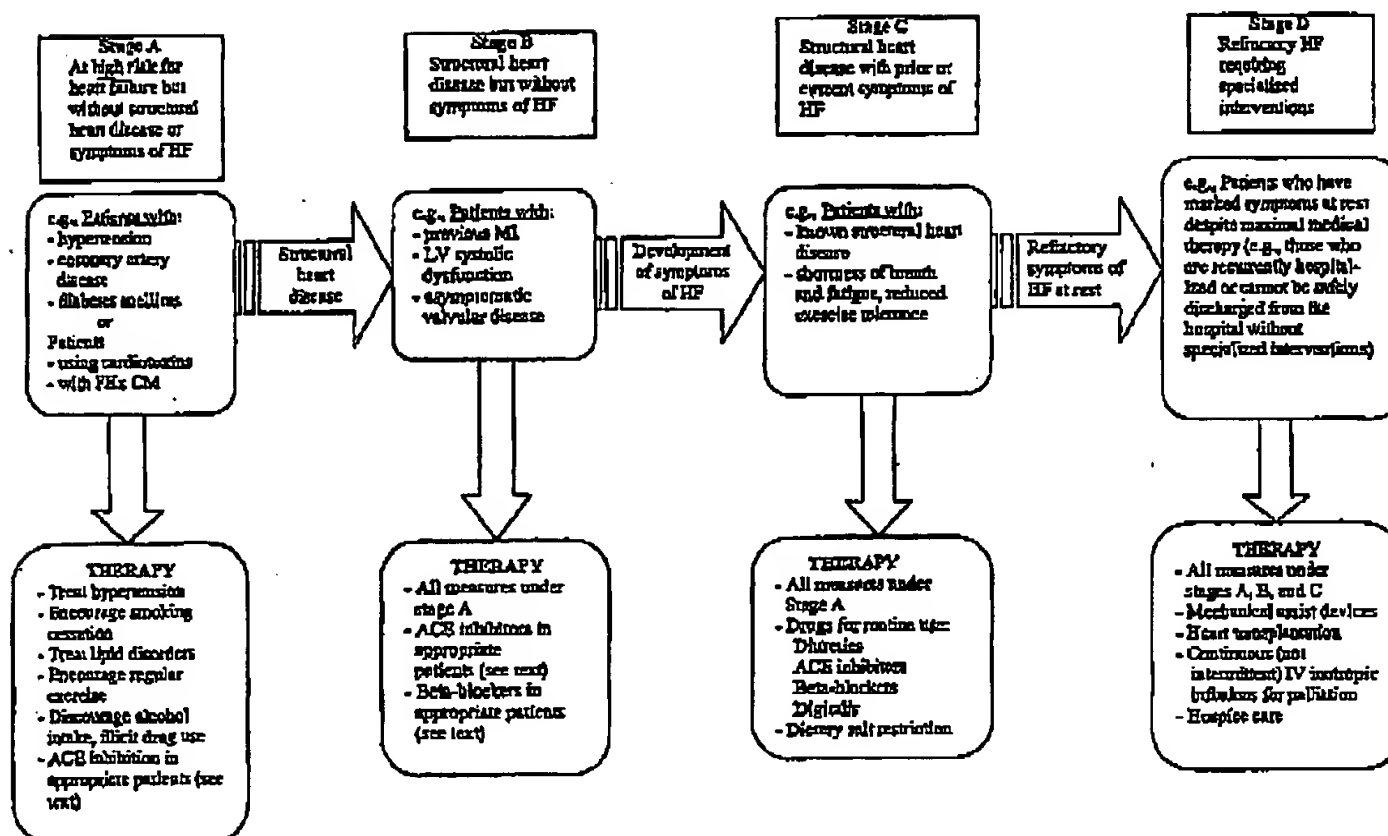 Stage A
At high risk for
heart failure but
without structural
heart disease or
symptoms of HF
Stage B
Structural heart
disease but without
symptoms of HF
Stage C
Structural heart
disease with prior or
current symptoms of
HF
Stage D
Refractory HF
requiring
specialized
interventions
e.g., Patients with:
- hypertension
- coronary artery
disease
- diabetes mellitus
or
Patients
- using cardiotoxins
- with FHx CM
Structural
heart
disease
e.g., Patients with:
- previous MI
- LV systolic
dysfunction
- asymptomatic
valvular disease
Development
of symptoms
of HF
e.g., Patients with:
- known structural heart
disease
- shortness of breath
and fatigue, reduced
exercise tolerance
Refractory
symptoms of
HF at rest
e.g., Patients who have
marked symptoms at rest
despite maximal medical
therapy (e.g., those who
are recurrently hospital-
ized or cannot be safely
discharged from the
hospital without
specialized interventions)
THERAPY
- Treat hypertension
- Encourage smoking
cessation
- Treat lipid disorders
- Encourage regular
exercise
- Discourage alcohol
intake, illicit drug use
- ACE inhibition in
appropriate patients (see
text)
THERAPY
- All measures under
stage A
- ACE inhibitors in
appropriate
patients (see text)
- Beta-blockers in
appropriate patients
(see text)
THERAPY
- All measures under
Stage A
- Drugs for routine use:
Diuretics
ACE inhibitors
Beta-blockers
Digitalis
- Dietary salt restriction
THERAPY
- All measures under
stages A, B, and C
- Mechanical assist devices
- Heart transplantation
- Continuous (not
intermittent) IV inotropic
infusions for palliation
- Hospice care